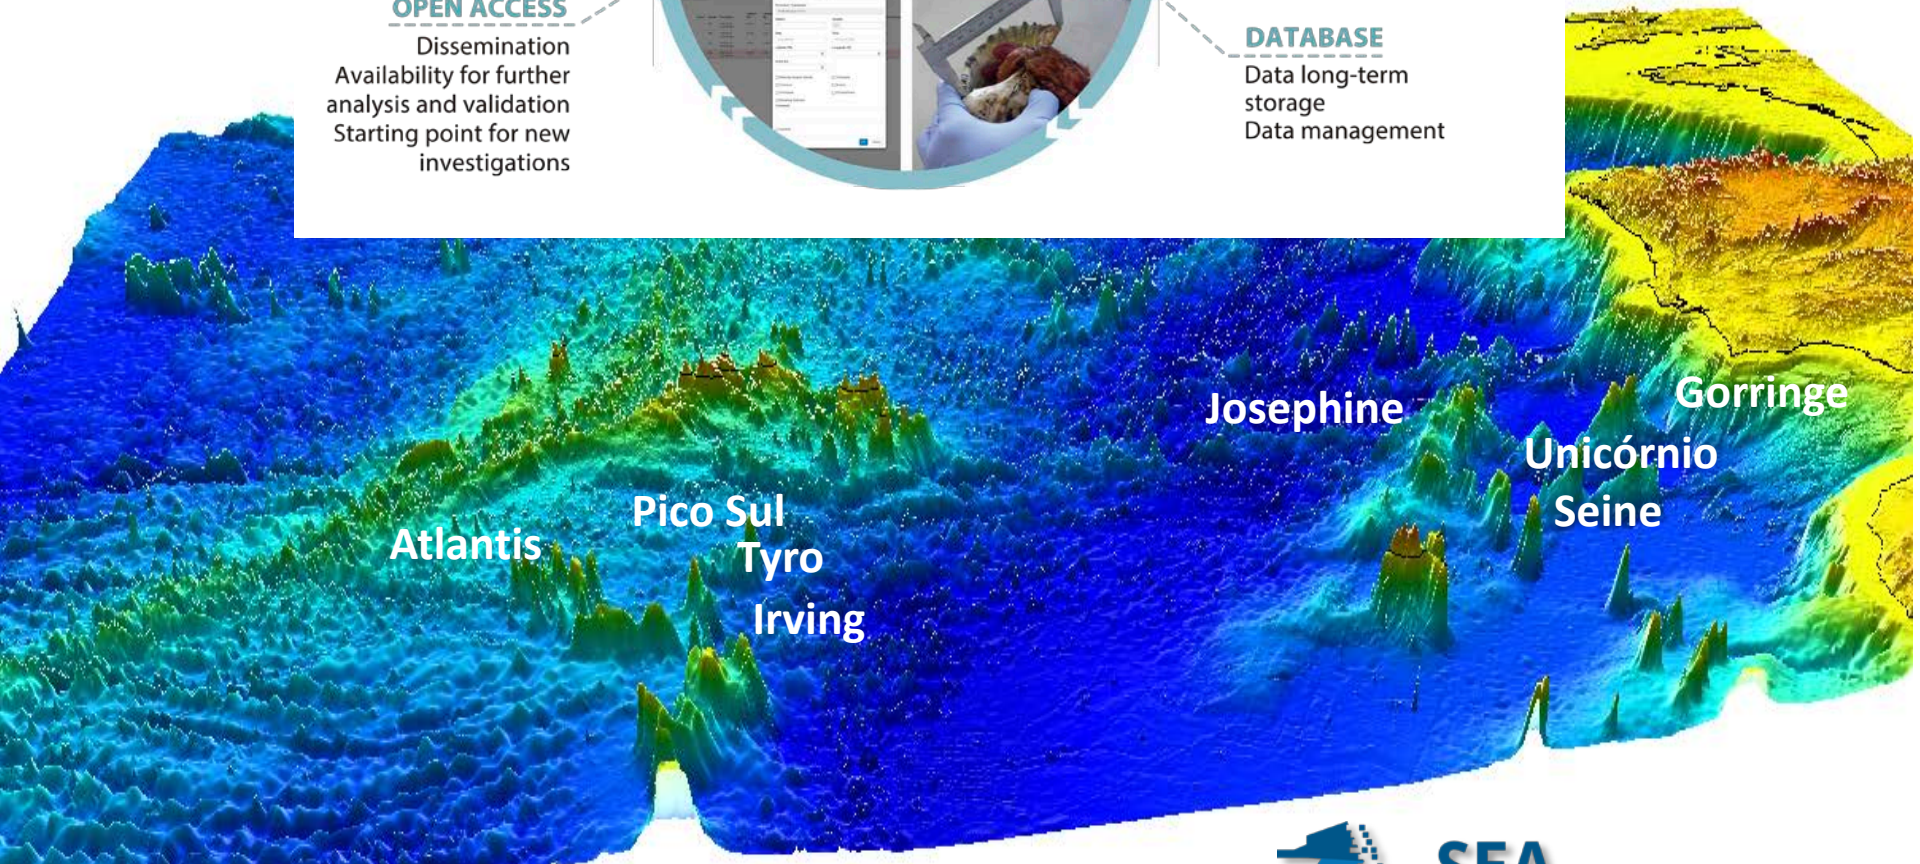 OPEN ACCESS
Dissemination
Availability for further
analysis and validation
Starting point for new
investigations
DATABASE
Data long-term
storage
Data management
Josephine
Gorringe
Unicórnio
Seine
Pico Sul
Atlantis
Tyro
Irving
SEA